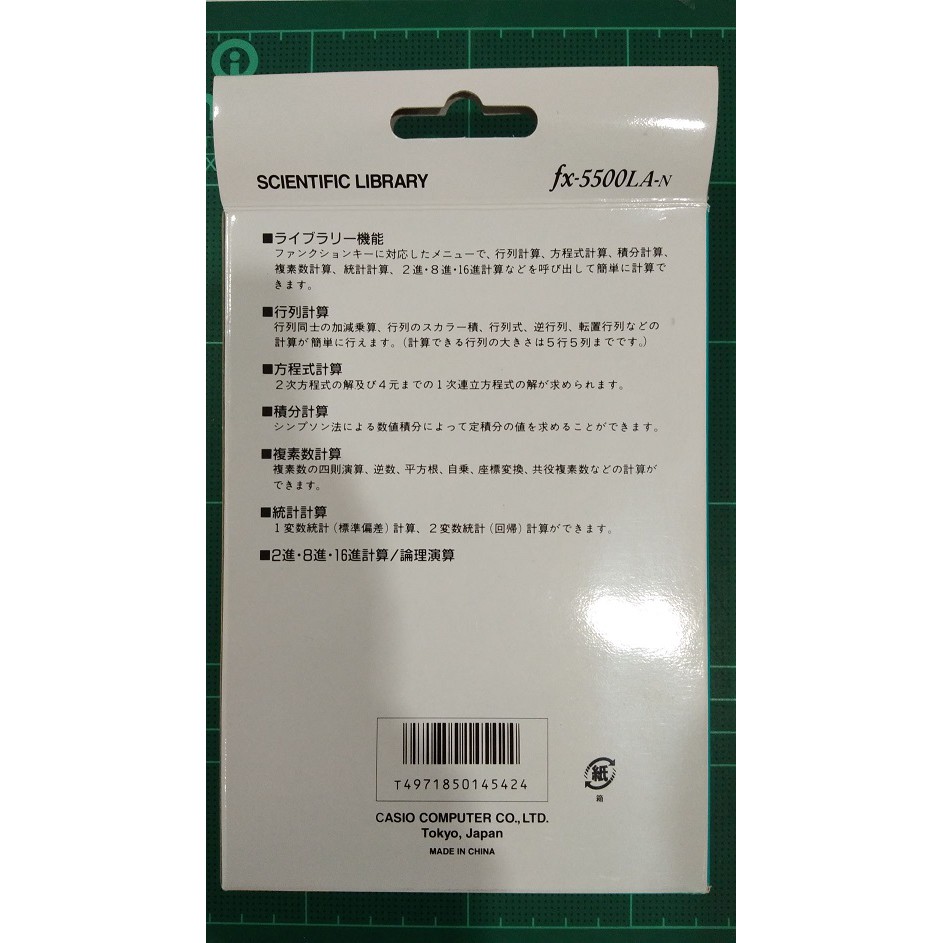 SCIENTIFIC LIBRARY
fx-5500LA-N
■ライブラリー機能
ファンクションキーに対応したメニューで、行列計算、方程式計算、積分計算、
複素数計算、統計計算、2進・8進・16進計算などを呼び出して簡単に計算で
きます。
■行列計算
行列同士の加減乗算、行列のスカラー積、行列式、逆行列、転置行列などの
計算が簡単に行えます。(計算できる行列の大きさは5行5列までです。)
■方程式計算
2次方程式の解及び4元までの1次連立方程式の解が求められます。
■積分計算
シンプソン法による数値積分によって定積分の値を求めることができます。
■複素数計算
複素数の四則演算、逆数、平方根、自乗、座標変換、共役複素数などの計算が
できます。
■統計計算
1変数統計(標準偏差)計算、2変数統計(回帰)計算ができます。
■2進・8進・16進計算/論理演算
T4971850145424
紙
箱
CASIO COMPUTER CO.,LTD.
Tokyo, Japan
MADE IN CHINA